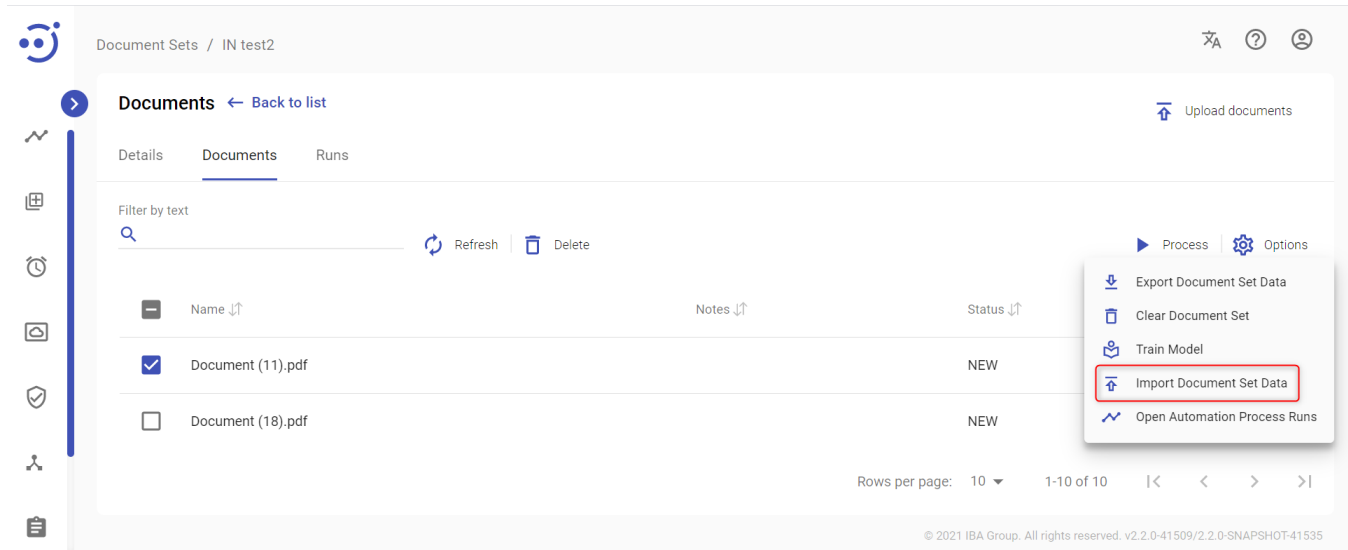 Document Sets / IN test2
Documents ← Back to list
Upload documents
Details Documents Runs
Filter by text
Refresh Delete
Process Options
Export Document Set Data
Clear Document Set
Train Model
Import Document Set Data
Open Automation Process Runs
Name Notes Status
Document (11).pdf NEW
Document (18).pdf NEW
Rows per page: 10 1-10 of 10
© 2021 IBA Group. All rights reserved. v2.2.0-41509/2.2.0-SNAPSHOT-41535